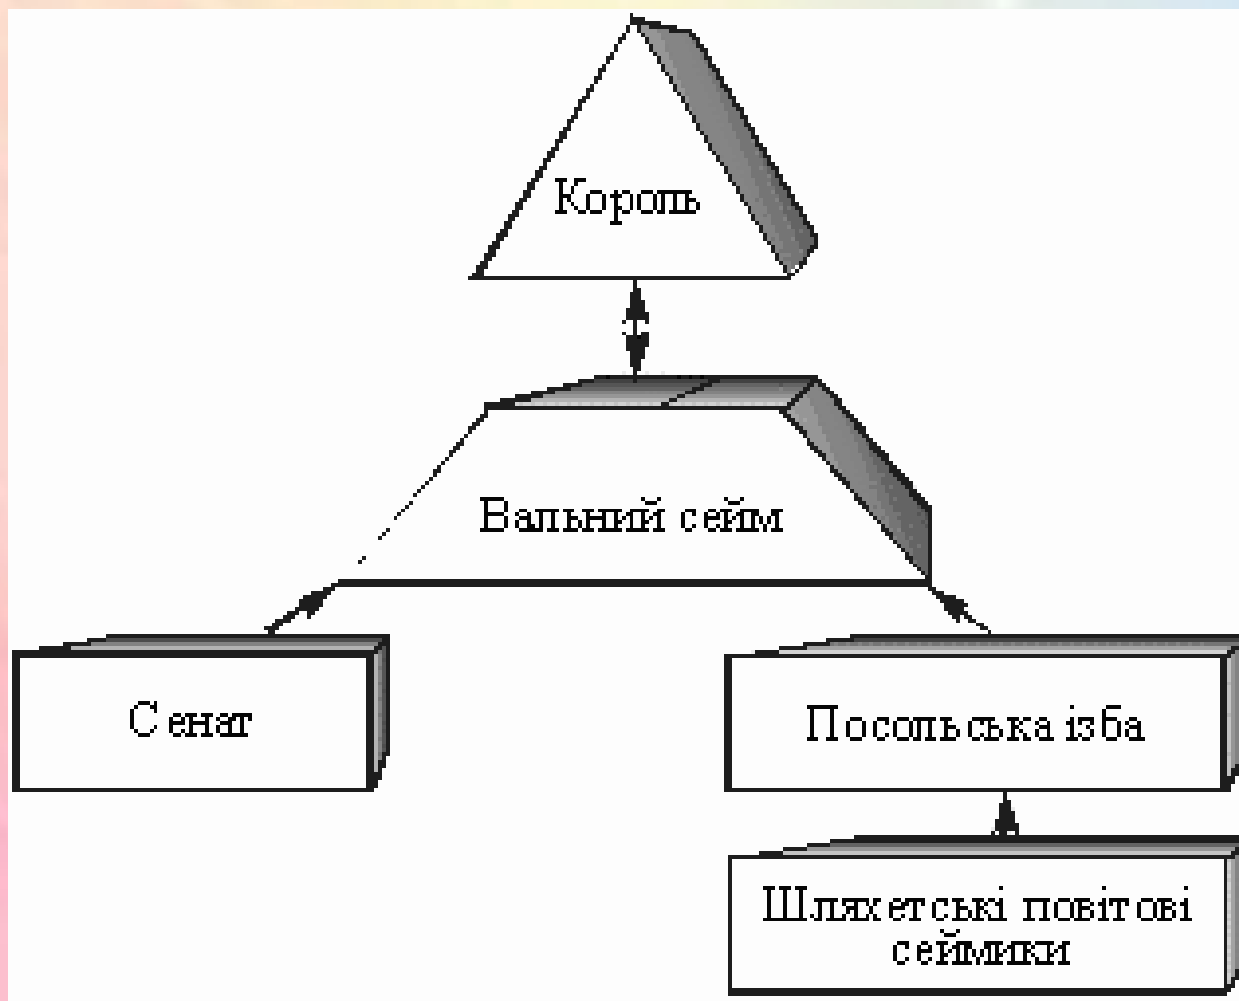 Король
Вальний сейм
Сенат
Посольська ізба
Шляхетські повітові
сеймики